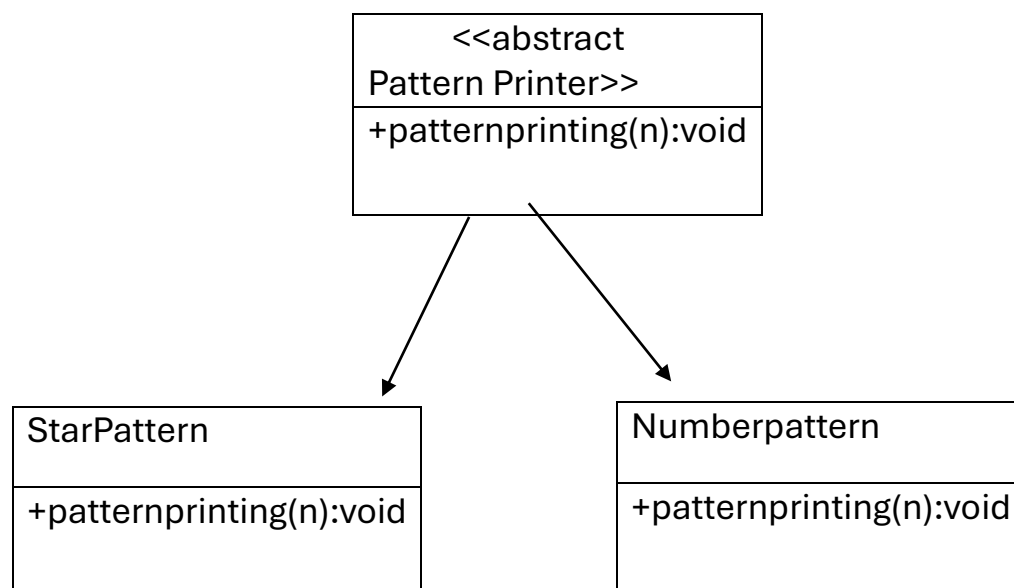 <<abstract
Pattern Printer>>
+patternprinting(n):void
StarPattern
+patternprinting(n):void
Numberpattern
+patternprinting(n):void